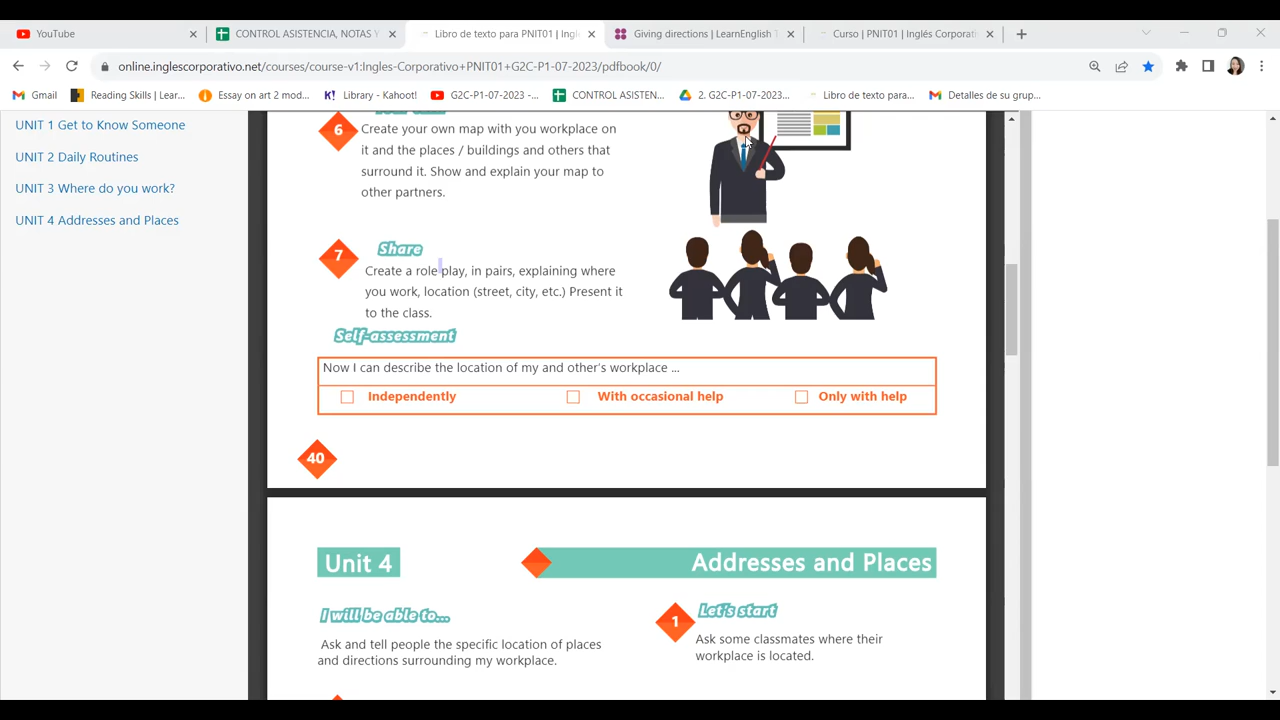 YouTube
CONTROL ASISTENCIA, NOTAS Y
Libro de texto para PNIT01 | Ingl
Giving directions | LearnEnglish T
Curso | PNIT01 | Inglés Corporati
online.inglescorporativo.net/courses/course-v1:Ingles-Corporativo+PNIT01+G2C-P1-07-2023/pdfbook/0/
Gmail
Reading Skills | Lear...
Essay on art 2 mod...
Library - Kahoot!
G2C-P1-07-2023 –...
CONTROL ASISTEN...
2. G2C-P1-07-2023...
Libro de texto para...
Detalles de su gru...
UNIT 1 Get to Know Someone
UNIT 2 Daily Routines
UNIT 3 Where do you work?
UNIT 4 Addresses and Places
6
Create your own map with you workplace on
it and the places / buildings and others that
surround it. Show and explain your map to
other partners.
7
Share
Create a role play, in pairs, explaining where
you work, location (street, city, etc.) Present it
to the class.
Self-assessment
Now I can describe the location of my and other's workplace ...
Independently
With occasional help
Only with help
40
Unit 4
Addresses and Places
I will be able to...
Ask and tell people the specific location of places
and directions surrounding my workplace.
1
Let's start
Ask some classmates where their
workplace is located.